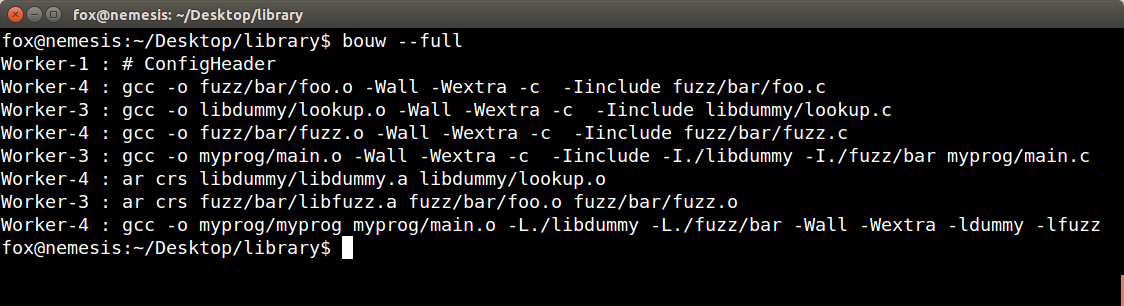 fox@nemesis: ~/Desktop/library
fox@nemesis:~/Desktop/library$ bouw --full
Worker-1 : # ConfigHeader
Worker-4 : gcc -o fuzz/bar/foo.o -Wall -Wextra -c  -Iinclude fuzz/bar/foo.c
Worker-3 : gcc -o libdummy/lookup.o -Wall -Wextra -c  -Iinclude libdummy/lookup.c
Worker-4 : gcc -o fuzz/bar/fuzz.o -Wall -Wextra -c  -Iinclude fuzz/bar/fuzz.c
Worker-3 : gcc -o myprog/main.o -Wall -Wextra -c  -Iinclude -I./libdummy -I./fuzz/bar myprog/main.c
Worker-4 : ar crs libdummy/libdummy.a libdummy/lookup.o
Worker-3 : ar crs fuzz/bar/libfuzz.a fuzz/bar/foo.o fuzz/bar/fuzz.o
Worker-4 : gcc -o myprog/myprog myprog/main.o -L./libdummy -L./fuzz/bar -Wall -Wextra -ldummy -lfuzz
fox@nemesis:~/Desktop/library$